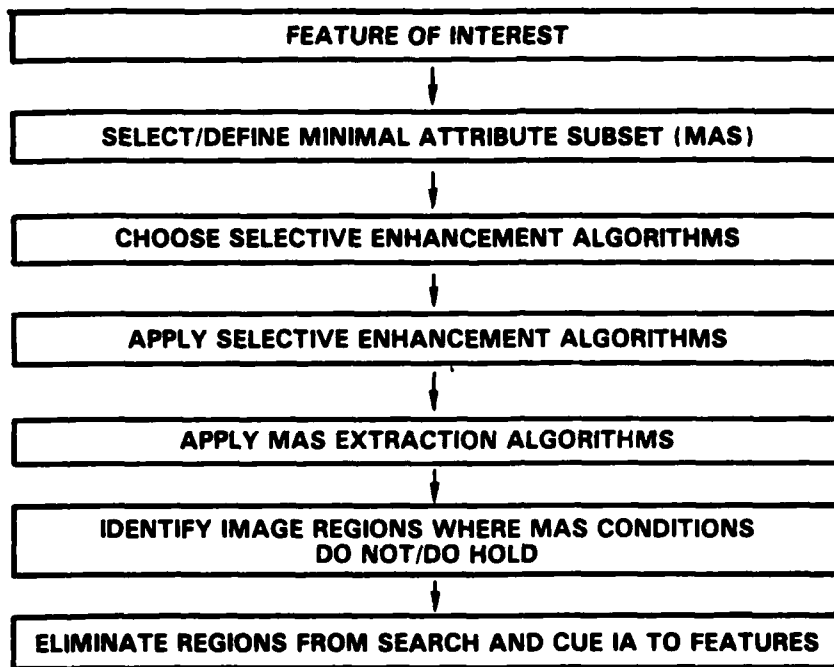 FEATURE OF INTEREST
SELECT/DEFINE MINIMAL ATTRIBUTE SUBSET (MAS)
CHOOSE SELECTIVE ENHANCEMENT ALGORITHMS
APPLY SELECTIVE ENHANCEMENT ALGORITHMS
APPLY MAS EXTRACTION ALGORITHMS
IDENTIFY IMAGE REGIONS WHERE MAS CONDITIONS
DO NOT/DO HOLD
ELIMINATE REGIONS FROM SEARCH AND CUE IA TO FEATURES